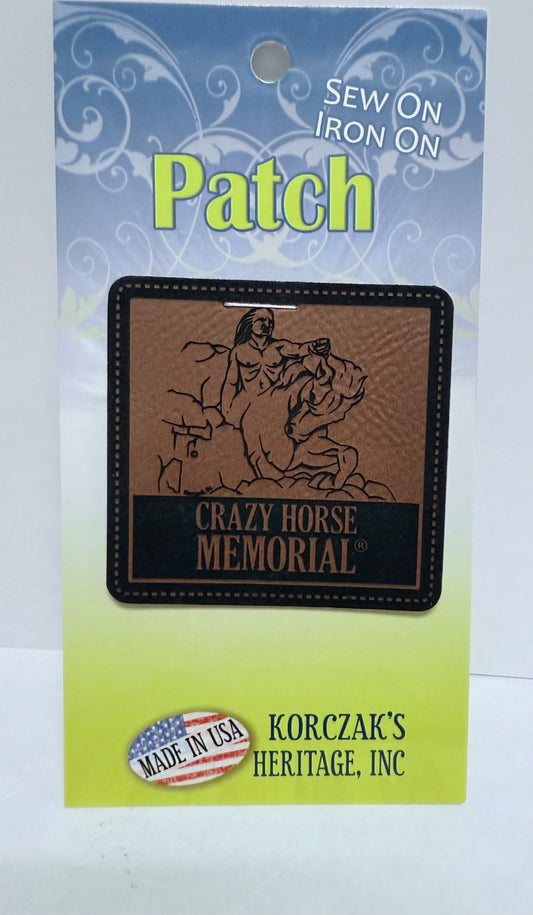 SEW ON
IRON ON
Patch
CRAZY HORSE
MEMORIAL®
MADE IN USA
KORCZAK'S
HERITAGE, INC